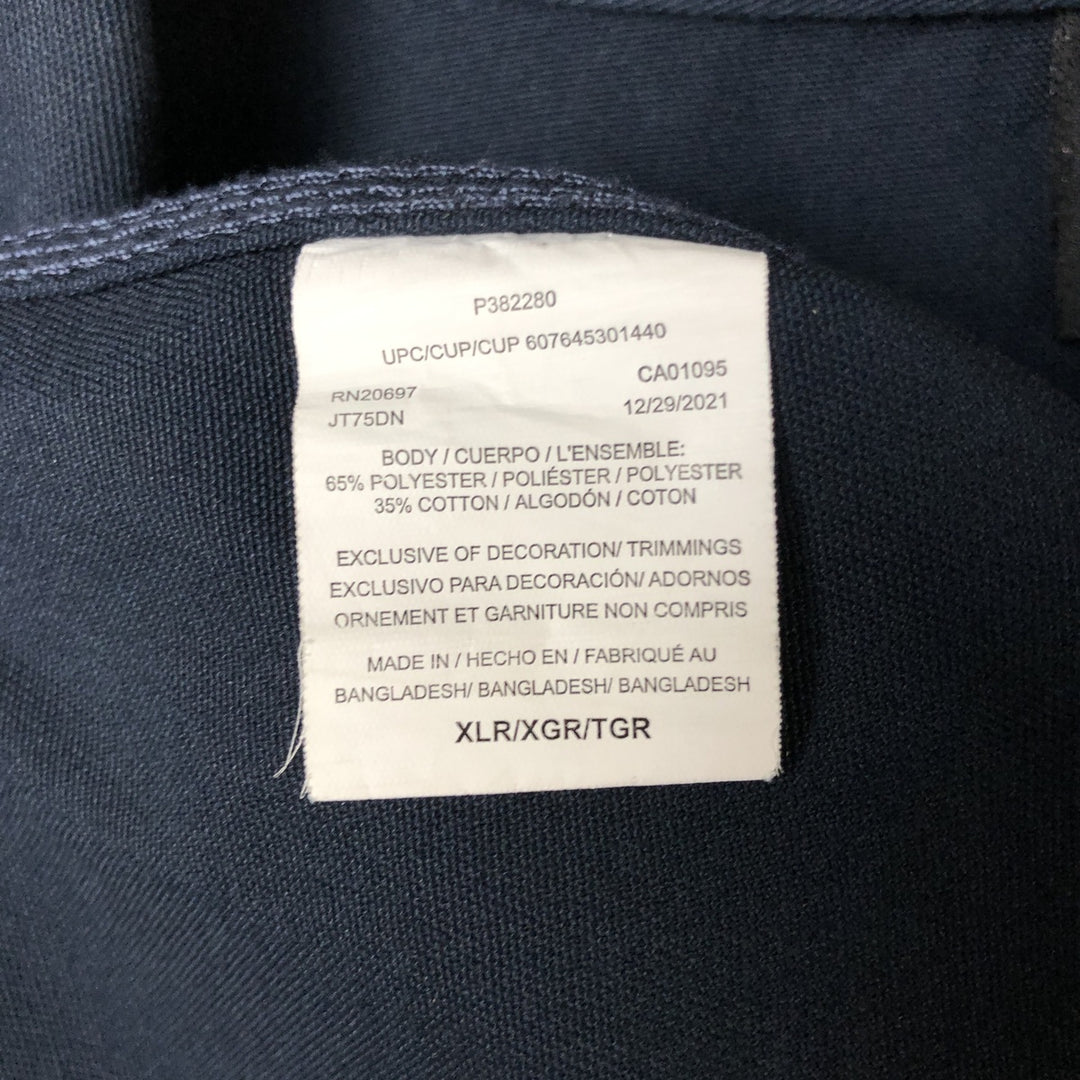 P382280
UPC/CUP/CUP 607645301440
RN20697 CA01095
JT75DN 12/29/2021
BODY / CUERPO / L'ENSEMBLE:
65% POLYESTER / POLIÉSTER / POLYESTER
35% COTTON / ALGODÓN / COTON
EXCLUSIVE OF DECORATION/ TRIMMINGS
EXCLUSIVO PARA DECORACIÓN/ ADORNOS
ORNEMENT ET GARNITURE NON COMPRIS
MADE IN / HECHO EN / FABRIQUÉ AU
BANGLADESH/ BANGLADESH/ BANGLADESH
XLR/XGR/TGR